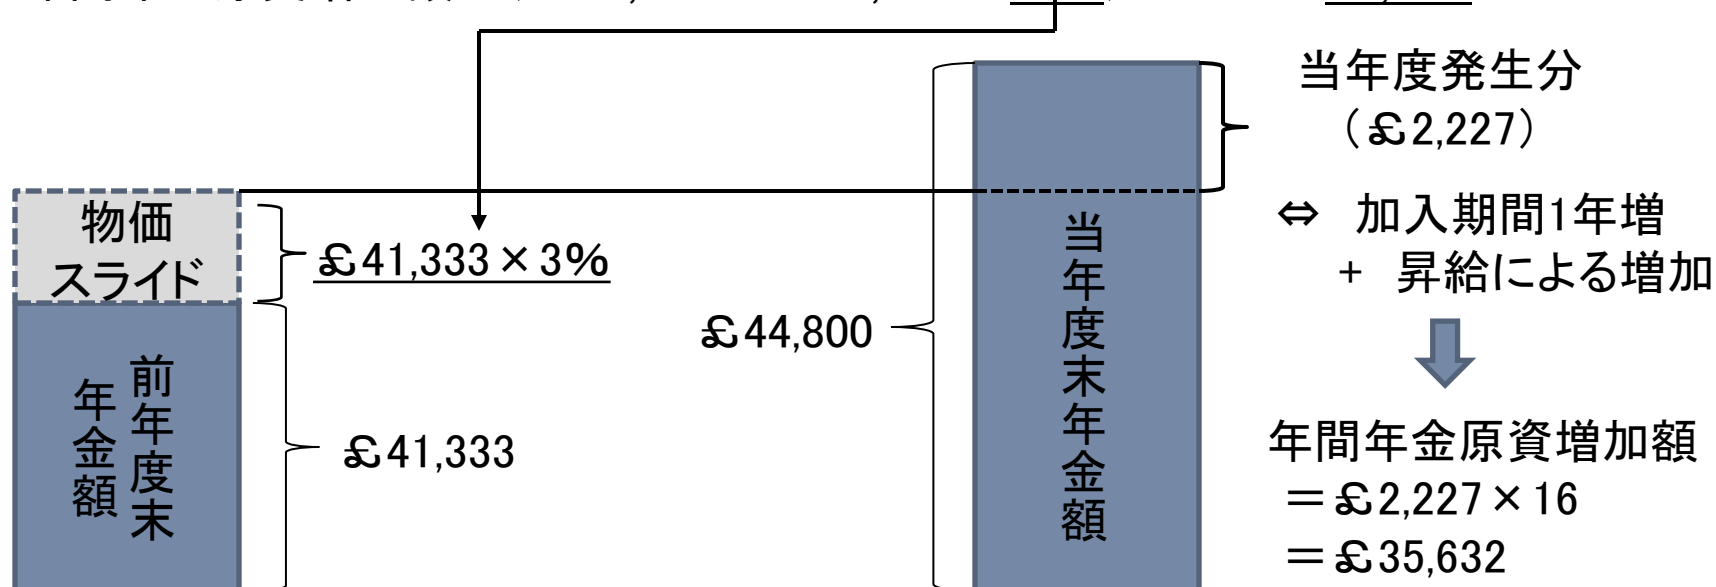 当年度発生分
(£2,227)
物価
スライド
£41,333×3%
⇔ 加入期間1年増
+ 昇給による増加
£44,800
当年度末年金額
前年度末
年金額
£41,333
年間年金原資増加額
=£2,227×16
=£35,632